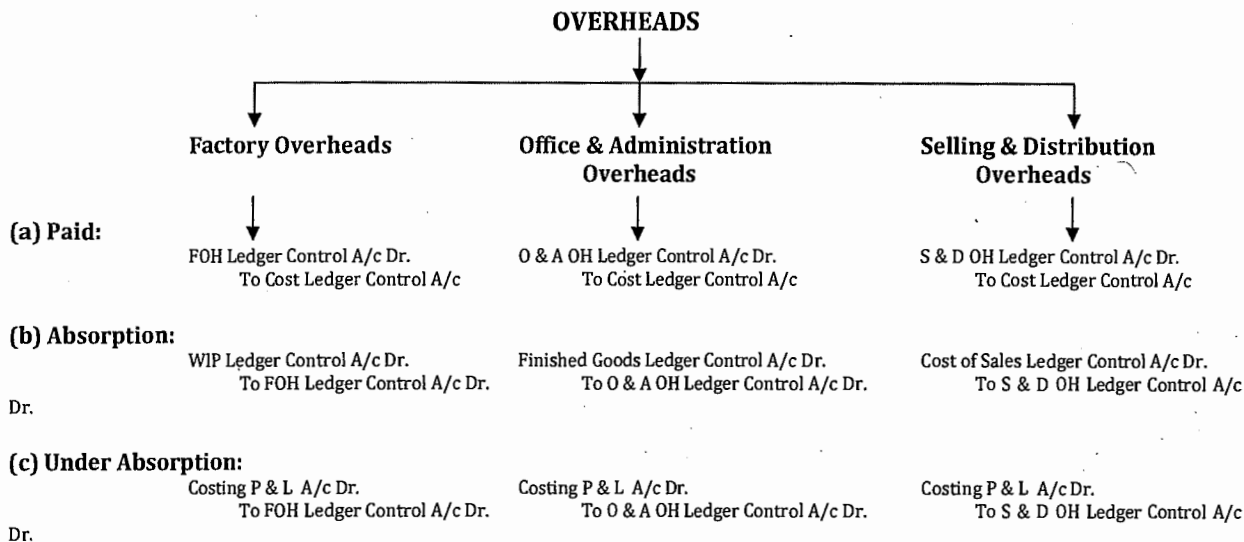 OVERHEADS
Factory Overheads
Office & Administration
Overheads
Selling & Distribution
Overheads
(a) Paid:
FOH Ledger Control A/c Dr.
To Cost Ledger Control A/c
O & A OH Ledger Control A/c Dr.
To Cost Ledger Control A/c
S & D OH Ledger Control A/c Dr.
To Cost Ledger Control A/c
(b) Absorption:
WIP Ledger Control A/c Dr.
To FOH Ledger Control A/c Dr.
Finished Goods Ledger Control A/c Dr.
To O & A OH Ledger Control A/c Dr.
Cost of Sales Ledger Control A/c Dr.
To S & D OH Ledger Control A/c
Dr.
(c) Under Absorption:
Costing P & L A/c Dr.
To FOH Ledger Control A/c Dr.
Costing P & L A/c Dr.
To O & A OH Ledger Control A/c Dr.
Costing P & L A/c Dr.
To S & D OH Ledger Control A/c
Dr.